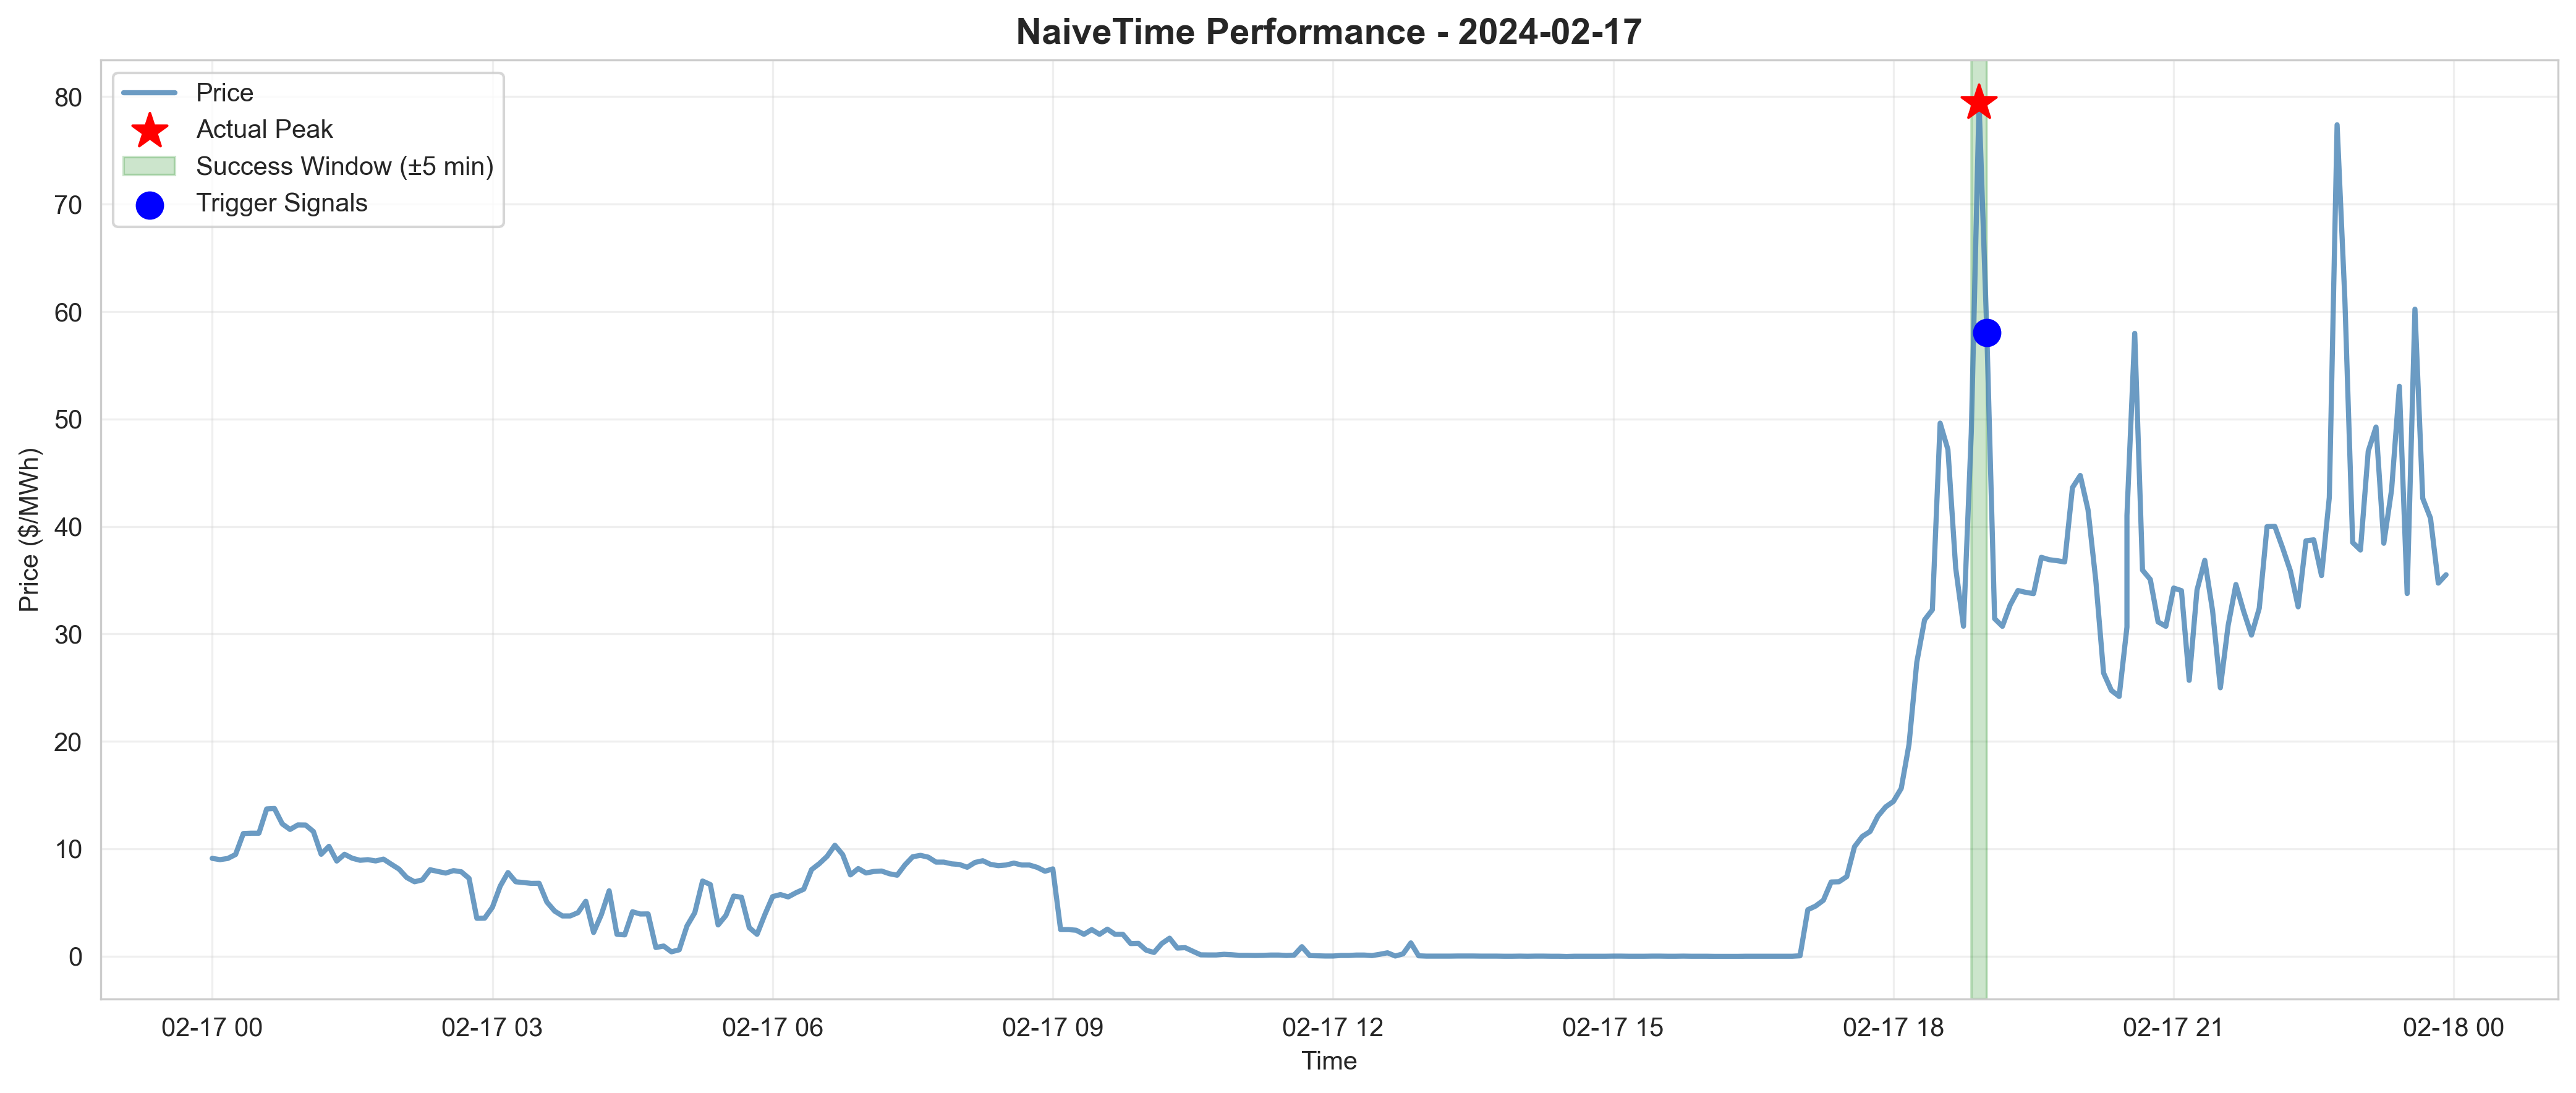 NaiveTime Performance - 2024-02-17
Price
Actual Peak
Success Window (±5 min)
Trigger Signals
Price ($/MWh)
80
70
60
50
40
30
20
10
0
02-17 00
02-17 03
02-17 06
02-17 09
02-17 12
02-17 15
02-17 18
02-17 21
02-18 00
Time